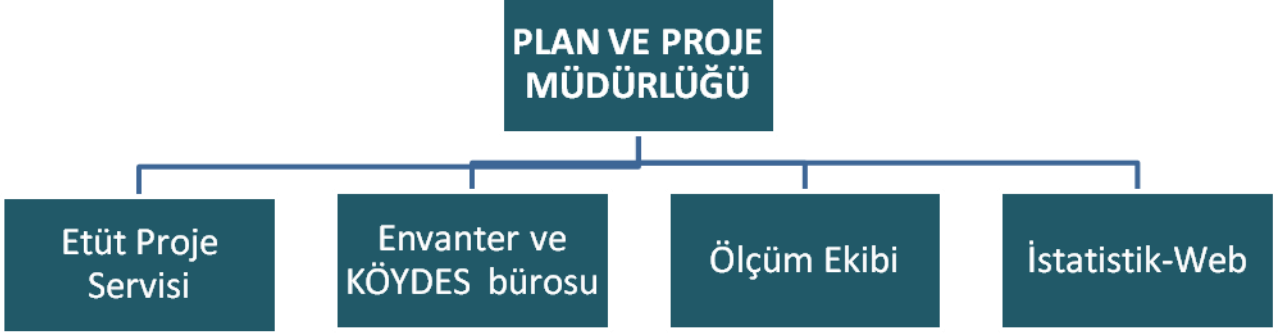 PLAN VE PROJE
MÜDÜRLÜĞÜ
Etüt Proje
Servisi
Envanter ve
KÖYDES bürosu
Ölçüm Ekibi
İstatistik-Web